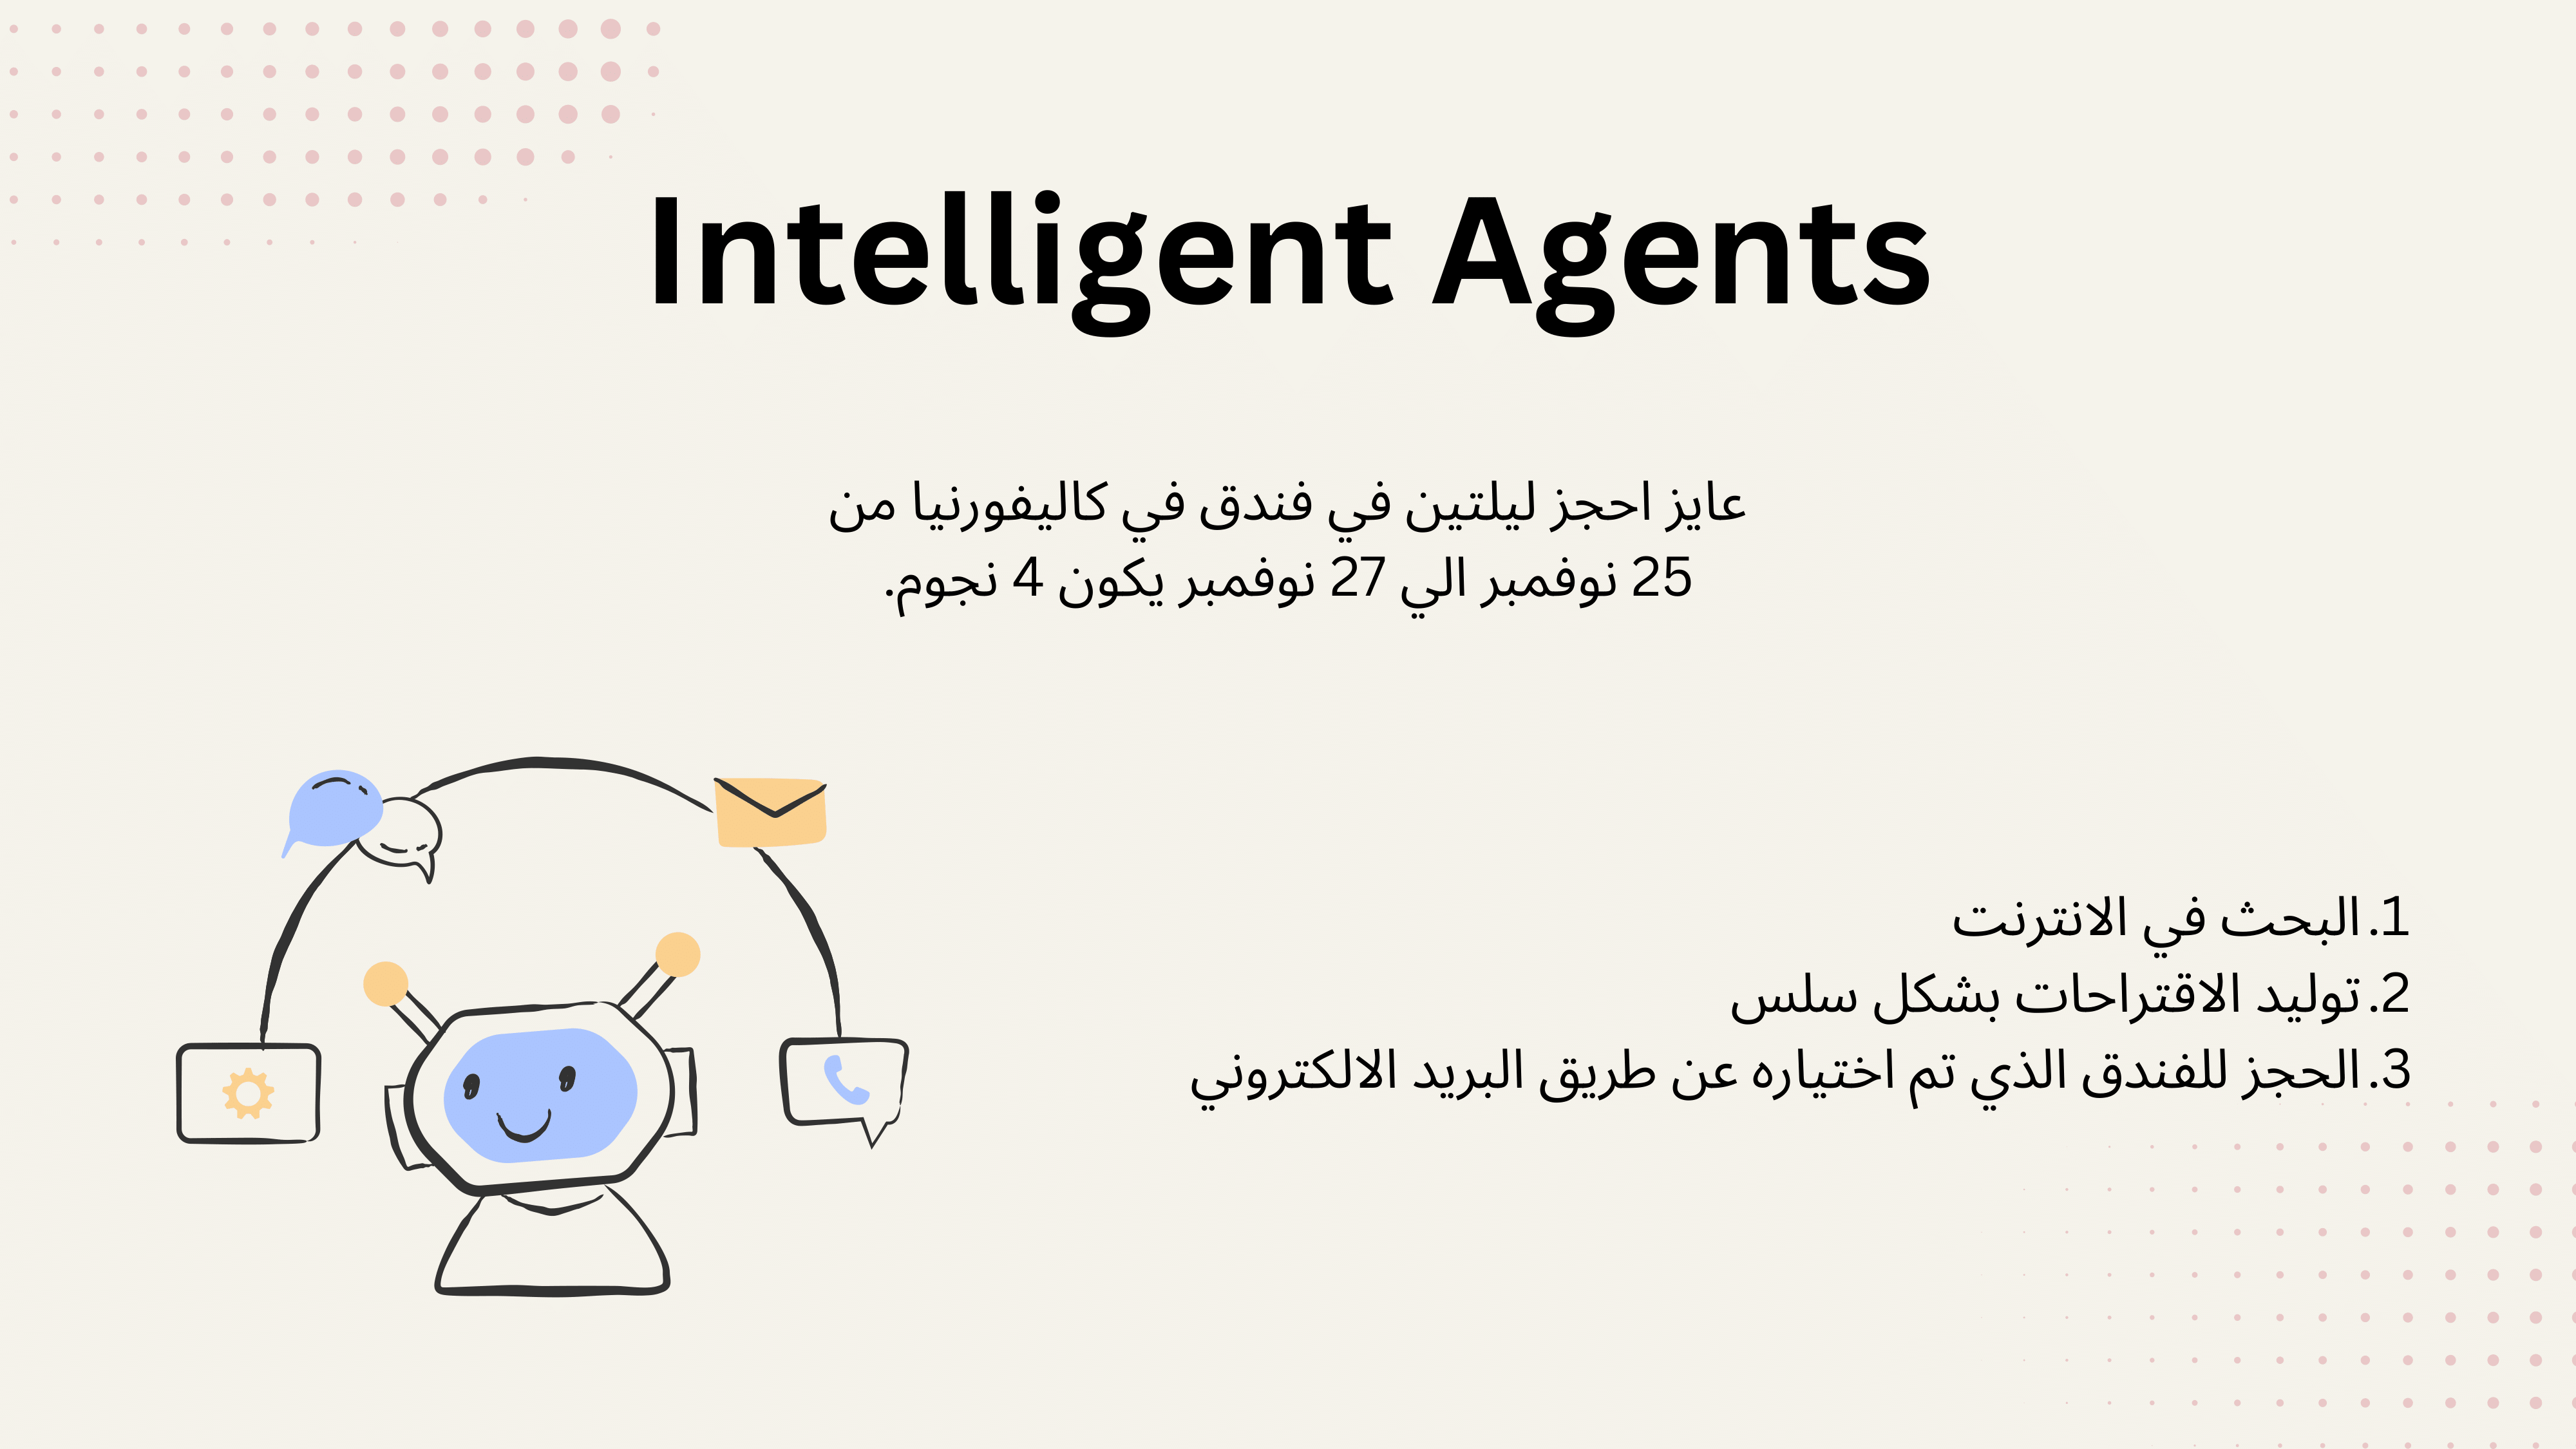 Intelligent Agents
عايز احجز ليلتين في فندق في كاليفورنيا من
25 نوفمبر الي 27 نوفمبر يكون 4 نجوم.
1. البحث في الانترنت
2. توليد الاقتراحات بشكل سلس
3. الحجز للفندق الذي تم اختياره عن طريق البريد الالكتروني